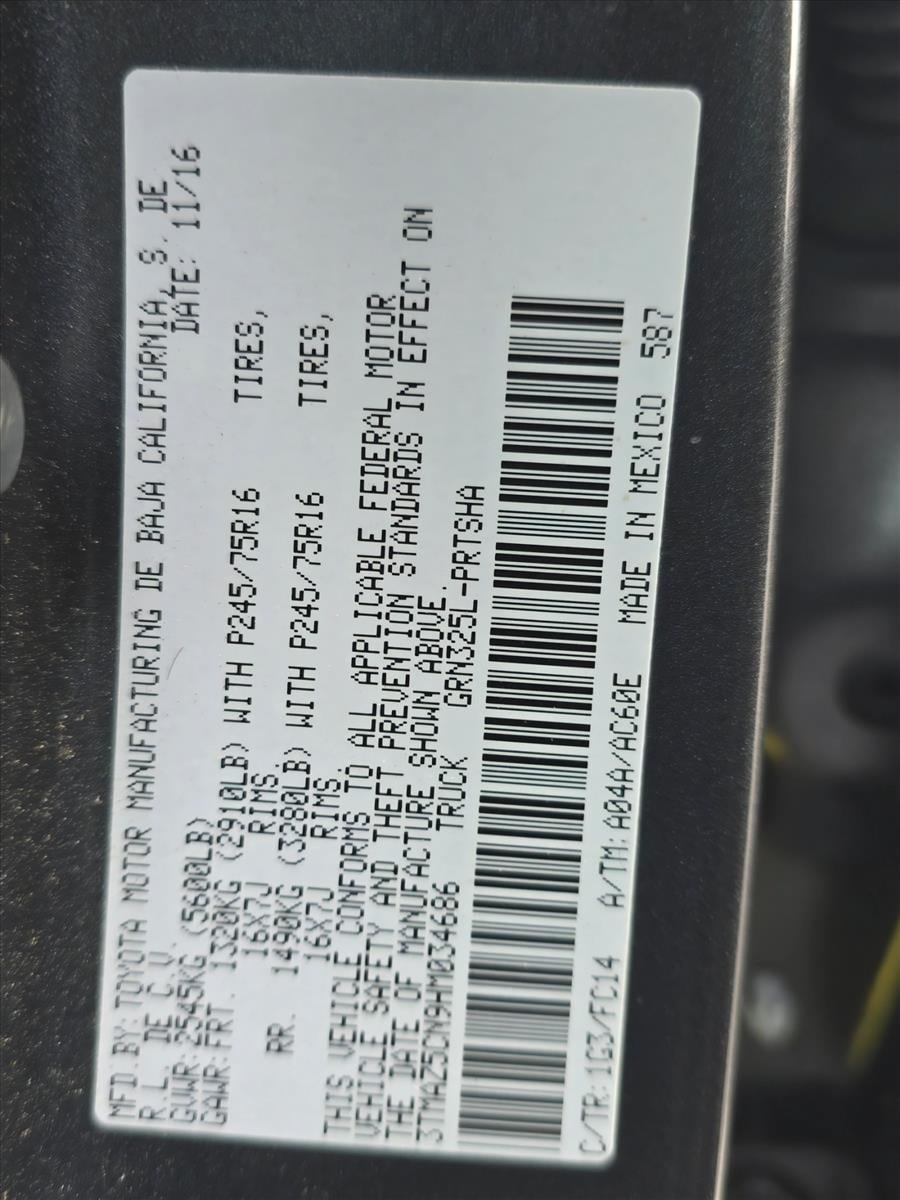 MFD.BY:TOYOTA MOTOR MANUFACTURING DE BAJA CALIFORNIA, S. DE
R.L. DE C.V. DATE: 11/16
GVWR:2545KG (5600LB)
GAWR:FRT. 1320KG (2910LB) WITH P245/75R16 TIRES,
16X7J RIMS,
RR. 1490KG (3280LB) WITH P245/75R16 TIRES,
16X7J RIMS,
THIS VEHICLE CONFORMS TO ALL APPLICABLE FEDERAL MOTOR
VEHICLE SAFETY AND THEFT PREVENTION STANDARDS IN EFFECT ON
THE DATE OF MANUFACTURE SHOWN ABOVE.
3TMAZ5CN9HM034686 TRUCK GRN325L-PRTSHA
C/TR:1G3/FC14 A/TM:A04A/AC60E MADE IN MEXICO 587